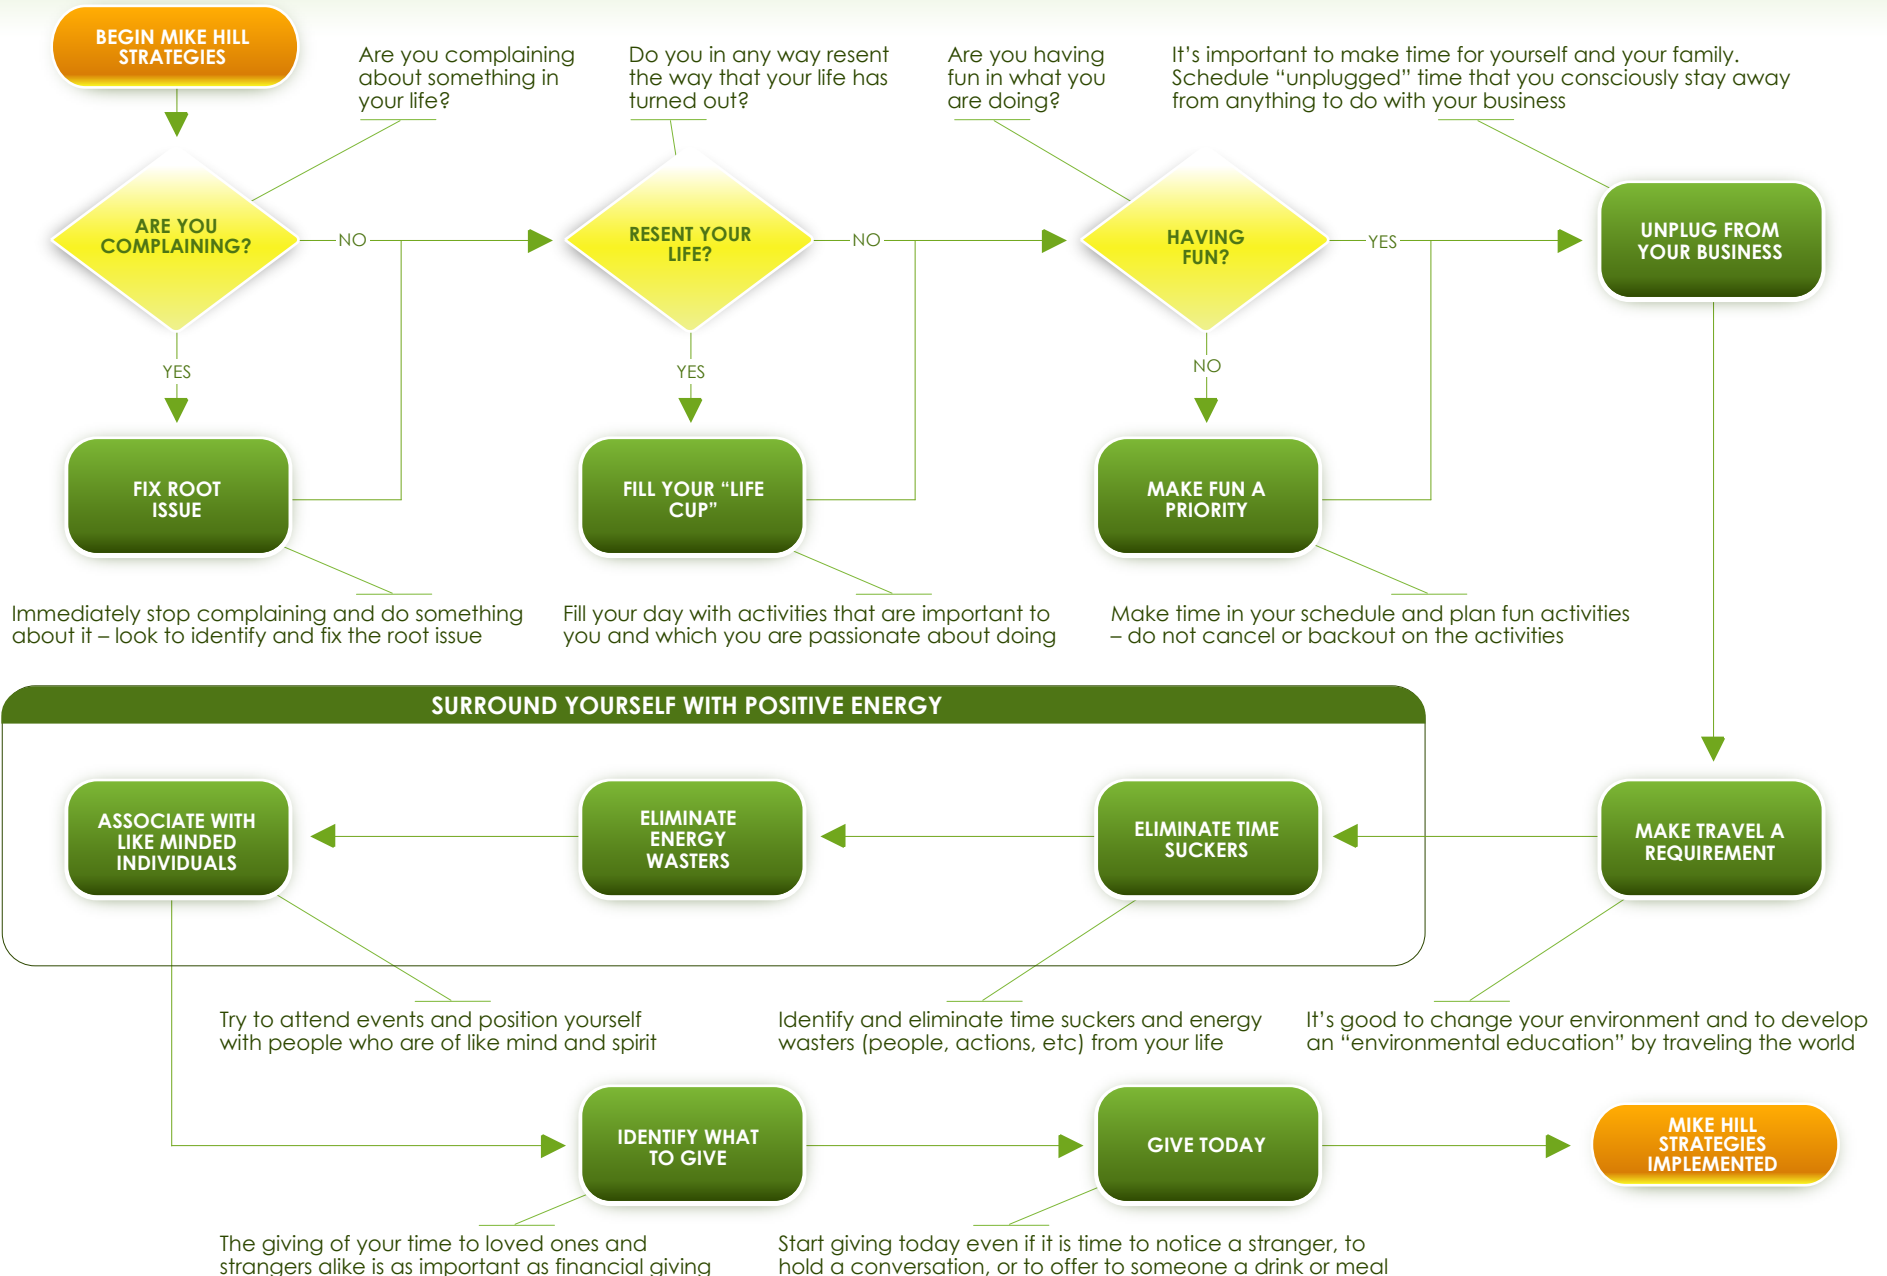 BEGIN MIKE HILL
STRATEGIES
Are you complaining
about something in
your life?
Do you in any way resent
the way that your life has
turned out?
Are you having
fun in what you
are doing?
It’s important to make time for yourself and your family.
Schedule “unplugged” time that you consciously stay away
from anything to do with your business
ARE YOU
COMPLAINING?
NO
RESENT YOUR
LIFE?
NO
HAVING
FUN?
YES
UNPLUG FROM
YOUR BUSINESS
YES
YES
NO
FIX ROOT
ISSUE
FILL YOUR “LIFE
CUP”
MAKE FUN A
PRIORITY
Immediately stop complaining and do something
about it – look to identify and fix the root issue
Fill your day with activities that are important to
you and which you are passionate about doing
Make time in your schedule and plan fun activities
– do not cancel or backout on the activities
SURROUND YOURSELF WITH POSITIVE ENERGY
ASSOCIATE WITH
LIKE MINDED
INDIVIDUALS
ELIMINATE
ENERGY
WASTERS
ELIMINATE TIME
SUCKERS
MAKE TRAVEL A
REQUIREMENT
Try to attend events and position yourself
with people who are of like mind and spirit
Identify and eliminate time suckers and energy
wasters (people, actions, etc) from your life
It’s good to change your environment and to develop
an “environmental education” by traveling the world
IDENTIFY WHAT
TO GIVE
GIVE TODAY
MIKE HILL
STRATEGIES
IMPLEMENTED
The giving of your time to loved ones and
strangers alike is as important as financial giving
Start giving today even if it is time to notice a stranger, to
hold a conversation, or to offer to someone a drink or meal